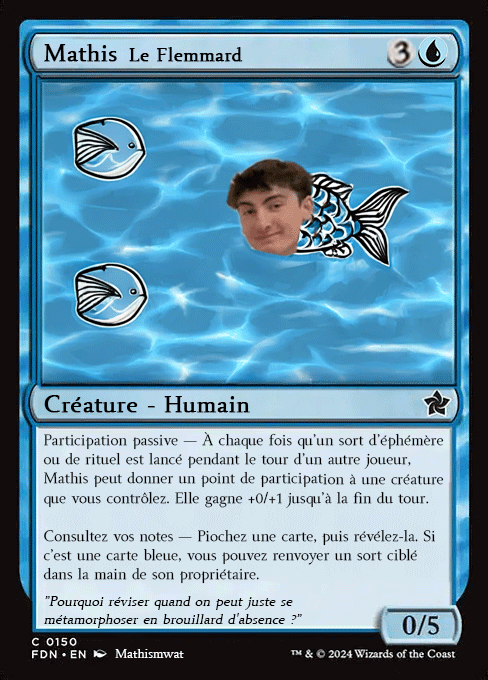 Mathis Le Flemmard 3
Créature - Humain
Participation passive — À chaque fois qu'un sort d'éphémère
ou de rituel est lancé pendant le tour d'un autre joueur,
Mathis peut donner un point de participation à une créature
que vous contrôlez. Elle gagne +0/+1 jusqu'à la fin du tour.
Consultez vos notes — Piochez une carte, puis révélez-la. Si
c'est une carte bleue, vous pouvez renvoyer un sort ciblé
dans la main de son propriétaire.
"Pourquoi réviser quand on peut juste se
métamorphoser en brouillard d'absence ?"
0/5
C 0150
FDN • EN Mathismwat
™ & © 2024 Wizards of the Coast